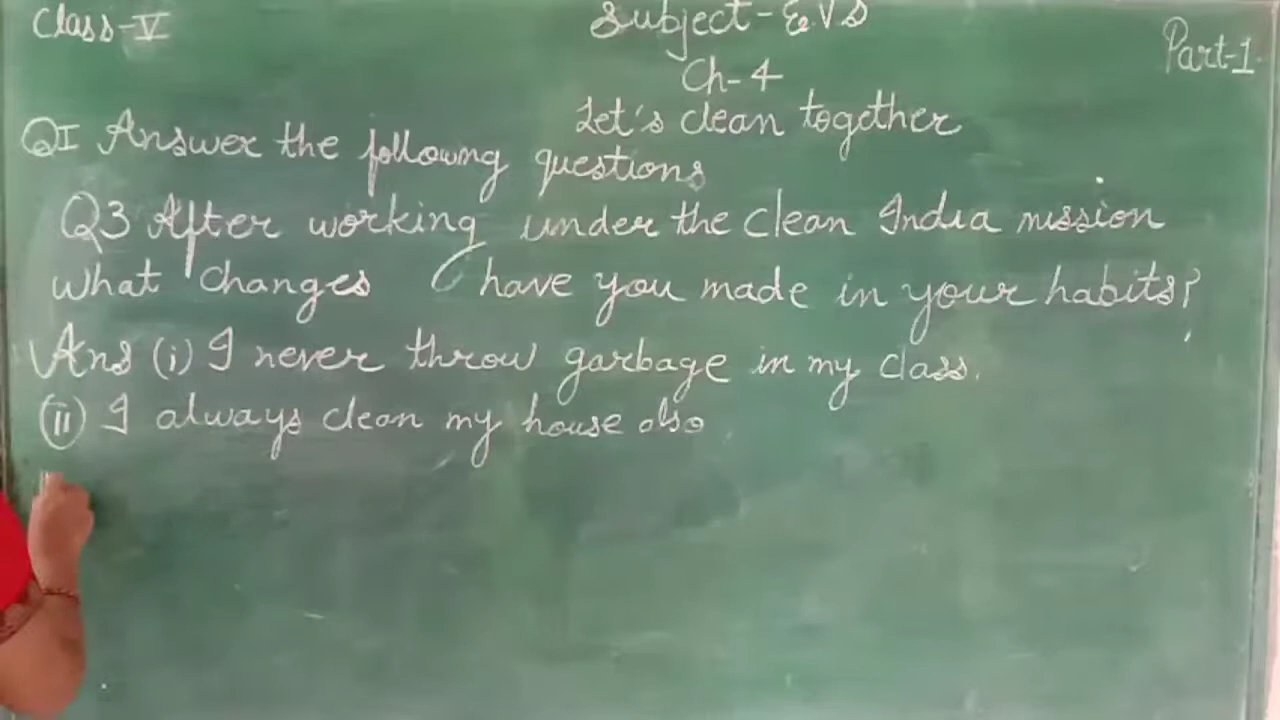 Class-V
Subject-E.V.S
Part-1
Ch-4
Let's clean together
QI Answer the following questions
Q3 After working under the clean India mission
what changes have you made in your habits?
Ans (i) I never throw garbage in my class.
(ii) I always clean my house also